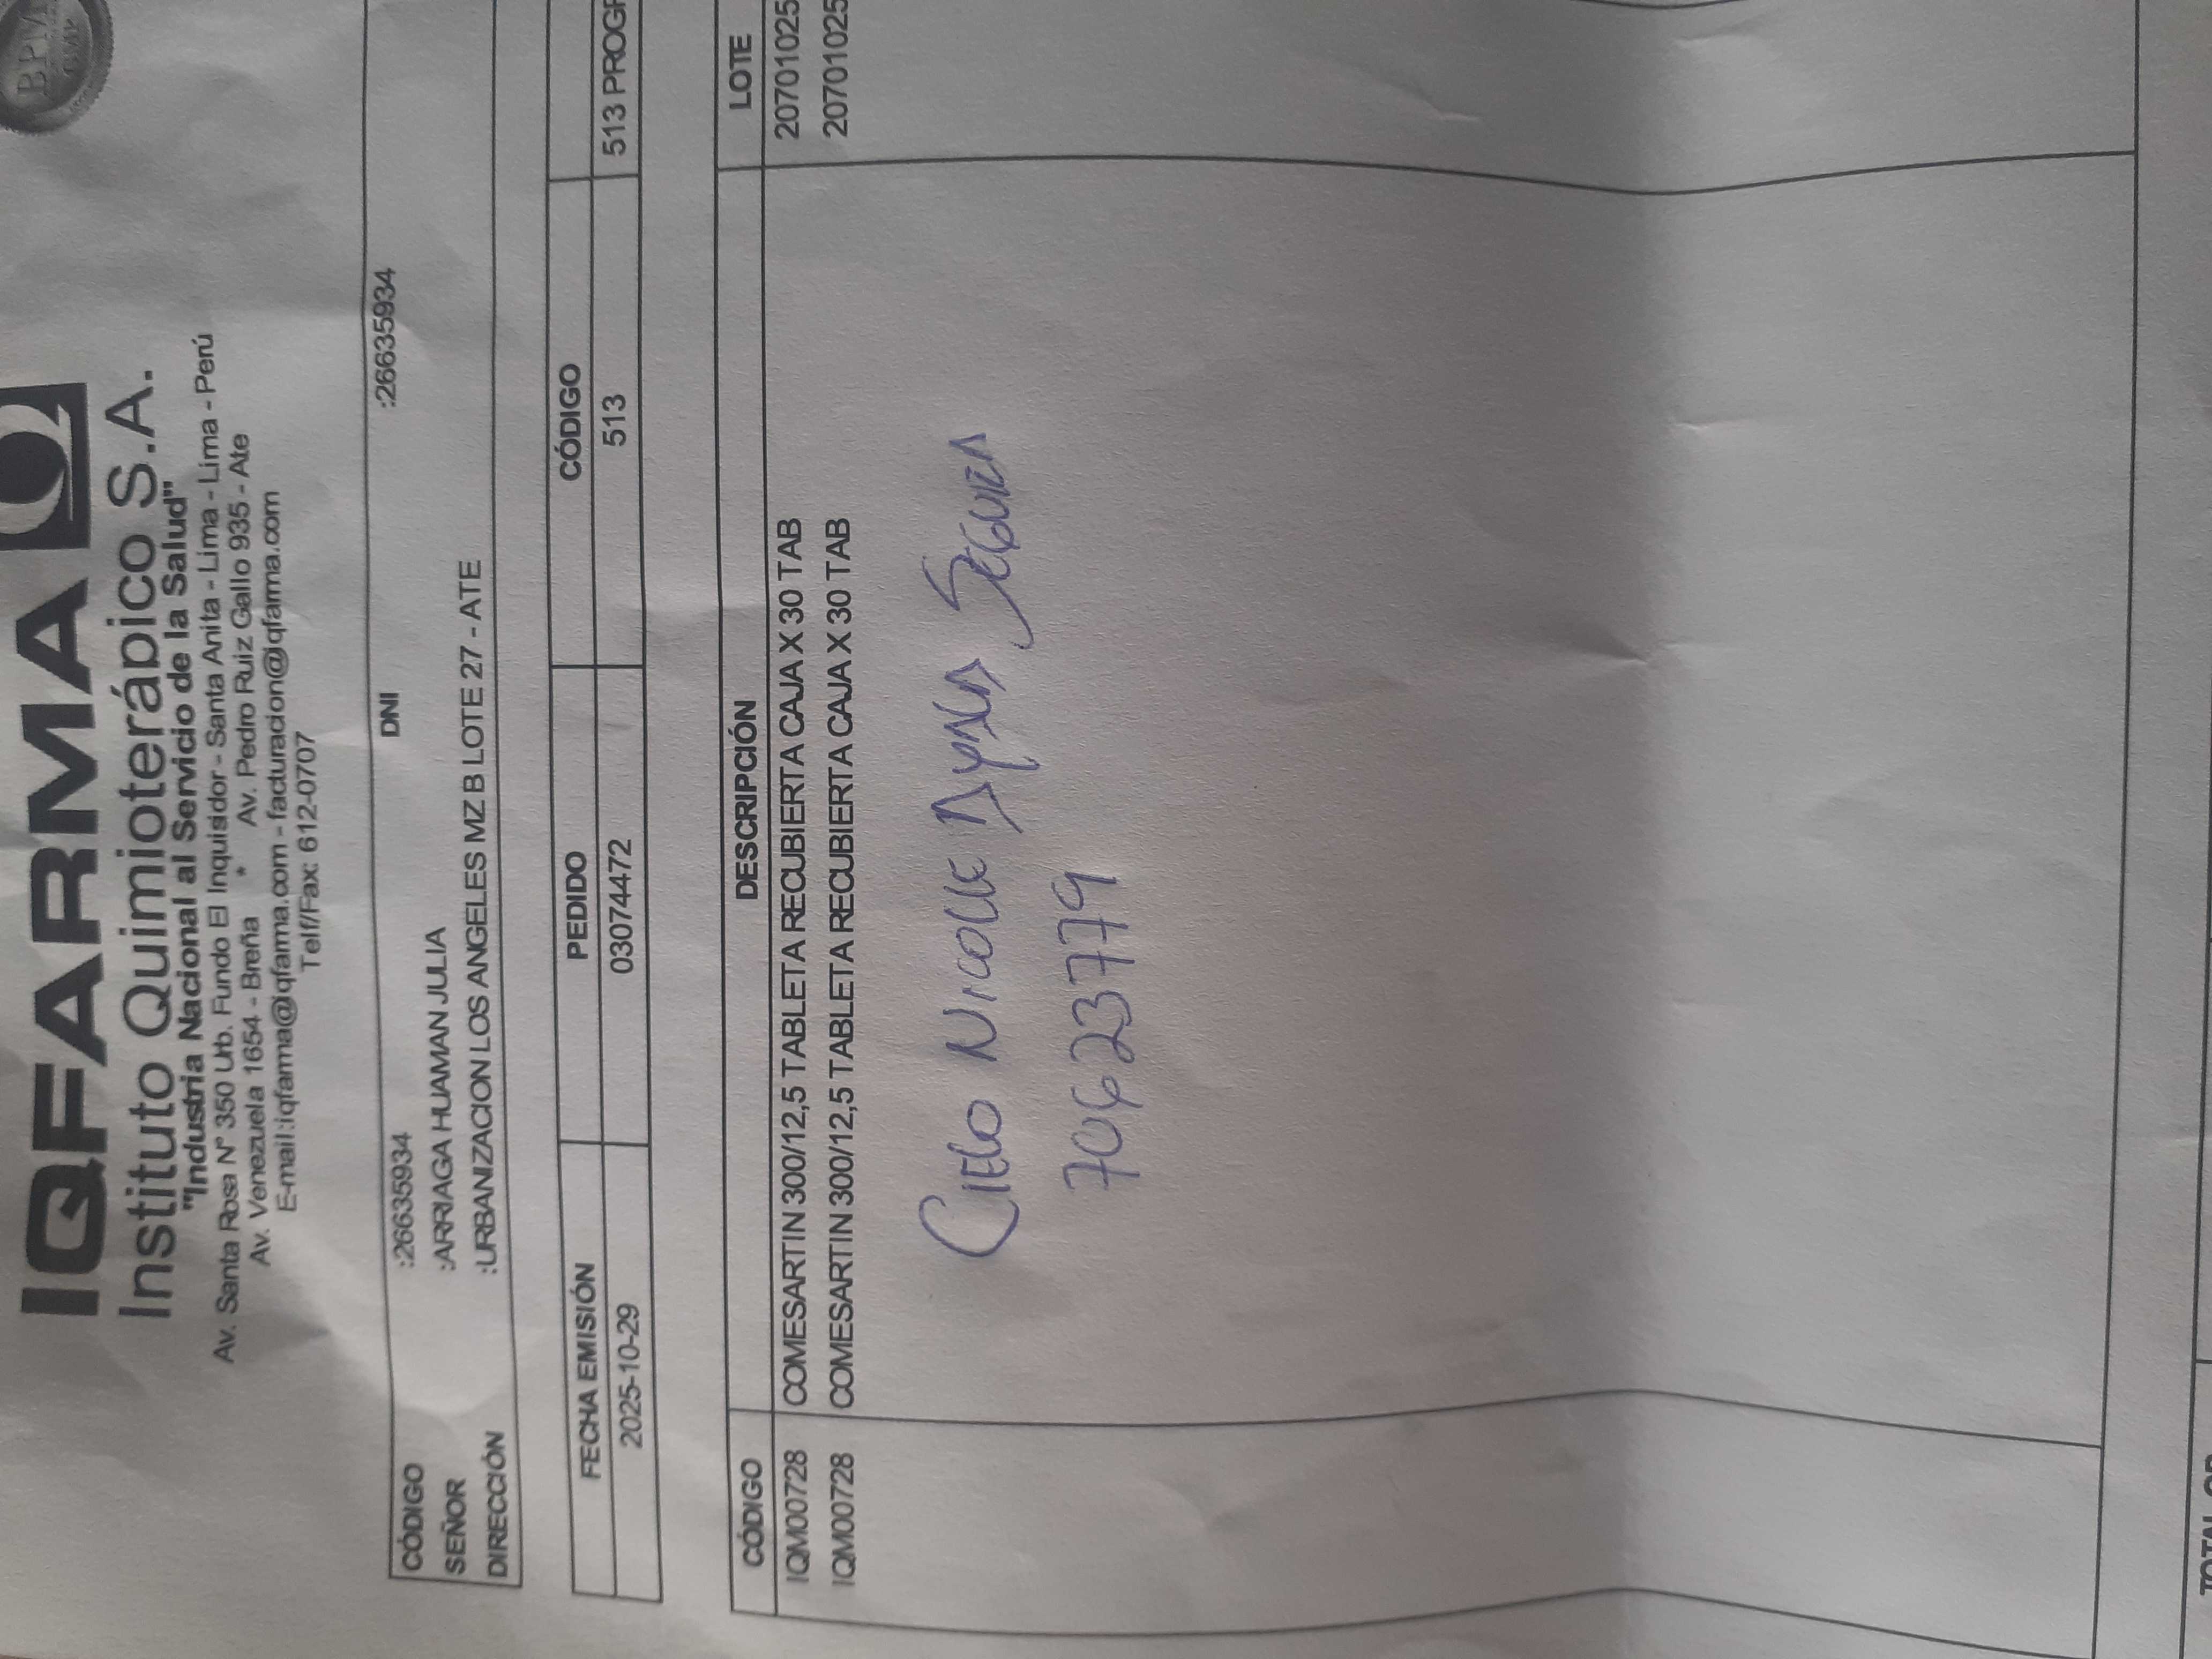 BPM
IQFARMA
Instituto Quimioterápico S.A.
"Industria Nacional al Servicio de la Salud"
Av. Santa Rosa N° 350 Urb. Fundo El Inquisidor - Santa Anita - Lima - Lima - Perú
Av. Venezuela 1654 - Breña * Av. Pedro Ruiz Gallo 935 - Ate
E-mail:iqfarma@iqfarma.com - facturacion@iqfarma.com
Telf/Fax: 612-0707
CÓDIGO :26635934 DNI :26635934
SEÑOR :ARRIAGA HUAMAN JULIA
DIRECCIÓN :URBANIZACION LOS ANGELES MZ B LOTE 27 - ATE
FECHA EMISIÓN PEDIDO CÓDIGO
2025-10-29 03074472 513 513 PROGR
CÓDIGO DESCRIPCIÓN LOTE
IQM00728 COMESARTIN 300/12,5 TABLETA RECUBIERTA CAJA X 30 TAB 20701025
IQM00728 COMESARTIN 300/12,5 TABLETA RECUBIERTA CAJA X 30 TAB 20701025
Cielo Nicolle Ayala Segura
70623779